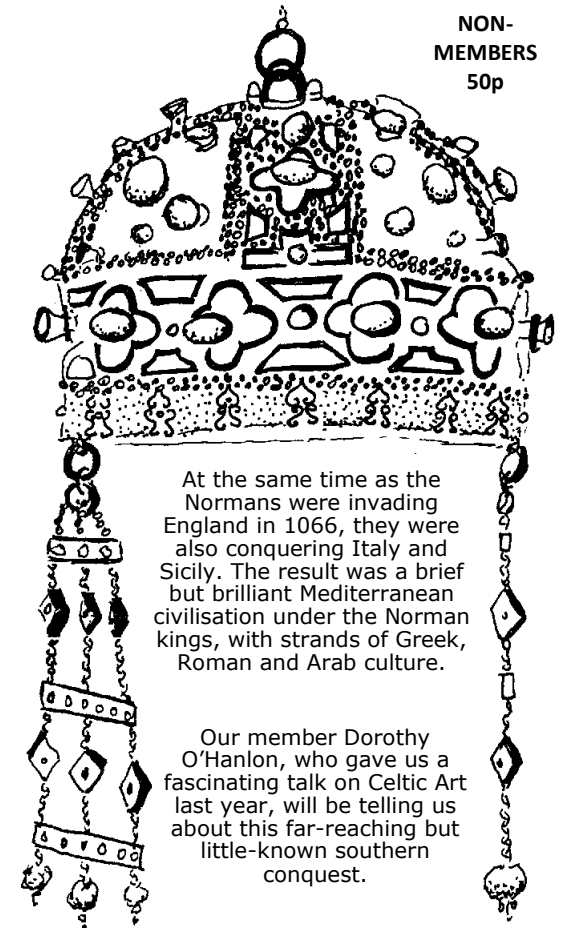 NON-
MEMBERS
50p
At the same time as the
Normans were invading
England in 1066, they were
also conquering Italy and
Sicily. The result was a brief
but brilliant Mediterranean
civilisation under the Norman
kings, with strands of Greek,
Roman and Arab culture.
Our member Dorothy
O’Hanlon, who gave us a
fascinating talk on Celtic Art
last year, will be telling us
about this far-reaching but
little-known southern
conquest.